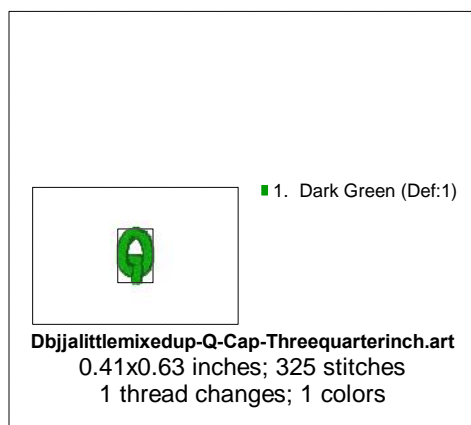 1. Dark Green (Def:1)
Q
Dbjjalittlemixedup-Q-Cap-Threequarterinch.art
0.41x0.63 inches; 325 stitches
1 thread changes; 1 colors